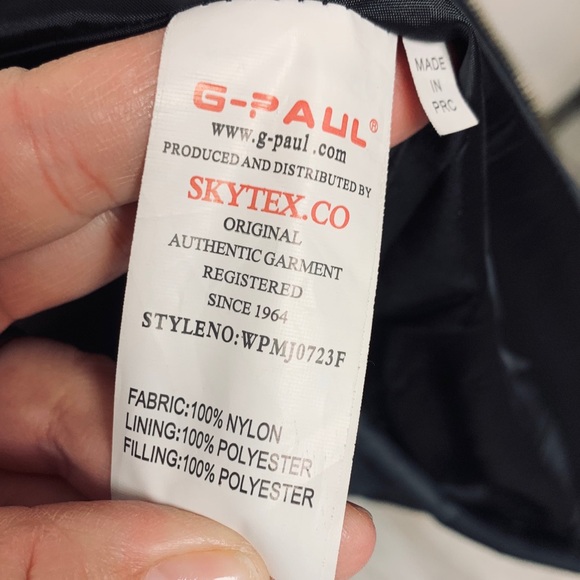 G-PAUL®
www.g-paul.com
PRODUCED AND DISTRIBUTED BY
SKYTEX.CO
ORIGINAL
AUTHENTIC GARMENT
REGISTERED
SINCE 1964
STYLENO:WPMJ0723F
FABRIC:100% NYLON
LINING:100% POLYESTER
FILLING:100% POLYESTER
MADE
IN
PRC